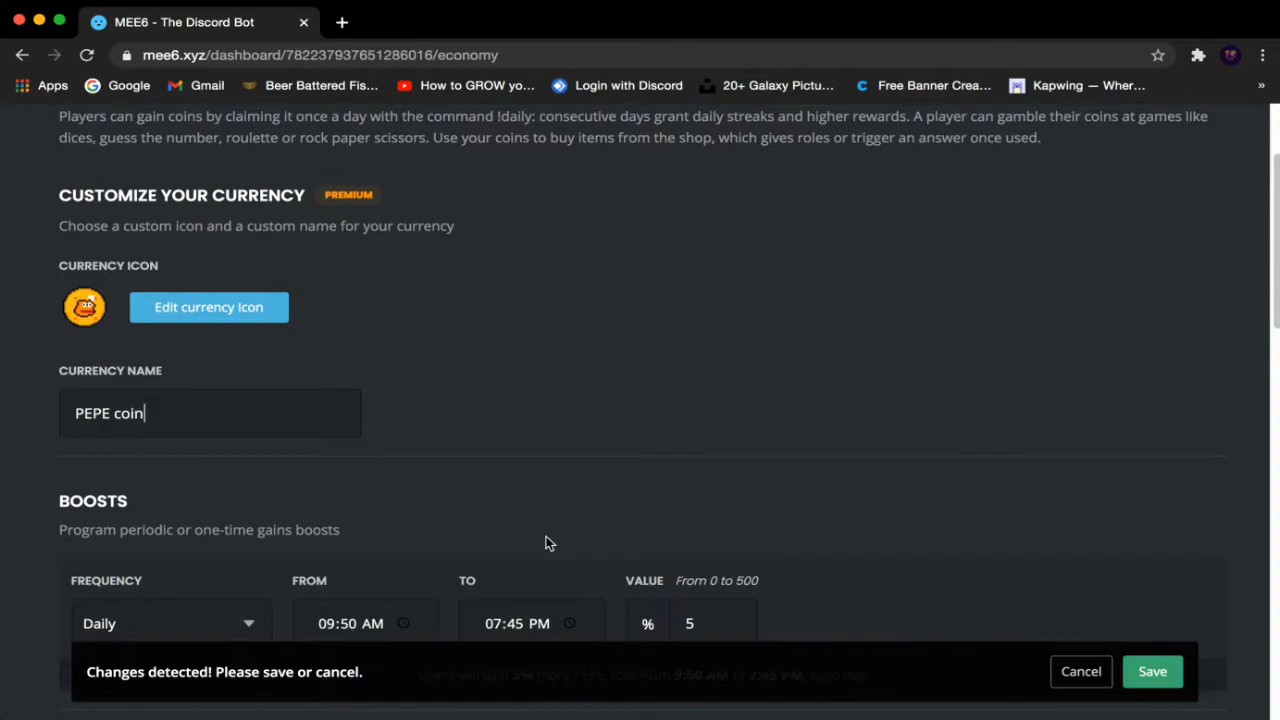 MEE6 - The Discord Bot
mee6.xyz/dashboard/782237937651286016/economy
Apps Google Gmail Beer Battered Fis... How to GROW yo... Login with Discord 20+ Galaxy Pictu... Free Banner Crea... Kapwing — Wher... »
Players can gain coins by claiming it once a day with the command !daily: consecutive days grant daily streaks and higher rewards. A player can gamble their coins at games like
dices, guess the number, roulette or rock paper scissors. Use your coins to buy items from the shop, which gives roles or trigger an answer once used.
CUSTOMIZE YOUR CURRENCY PREMIUM
Choose a custom icon and a custom name for your currency
CURRENCY ICON
Edit currency icon
CURRENCY NAME
PEPE coin
BOOSTS
Program periodic or one-time gains boosts
FREQUENCY FROM TO VALUE From 0 to 500
Daily 09:50 AM 07:45 PM % 5
Changes detected! Please save or cancel. Cancel Save